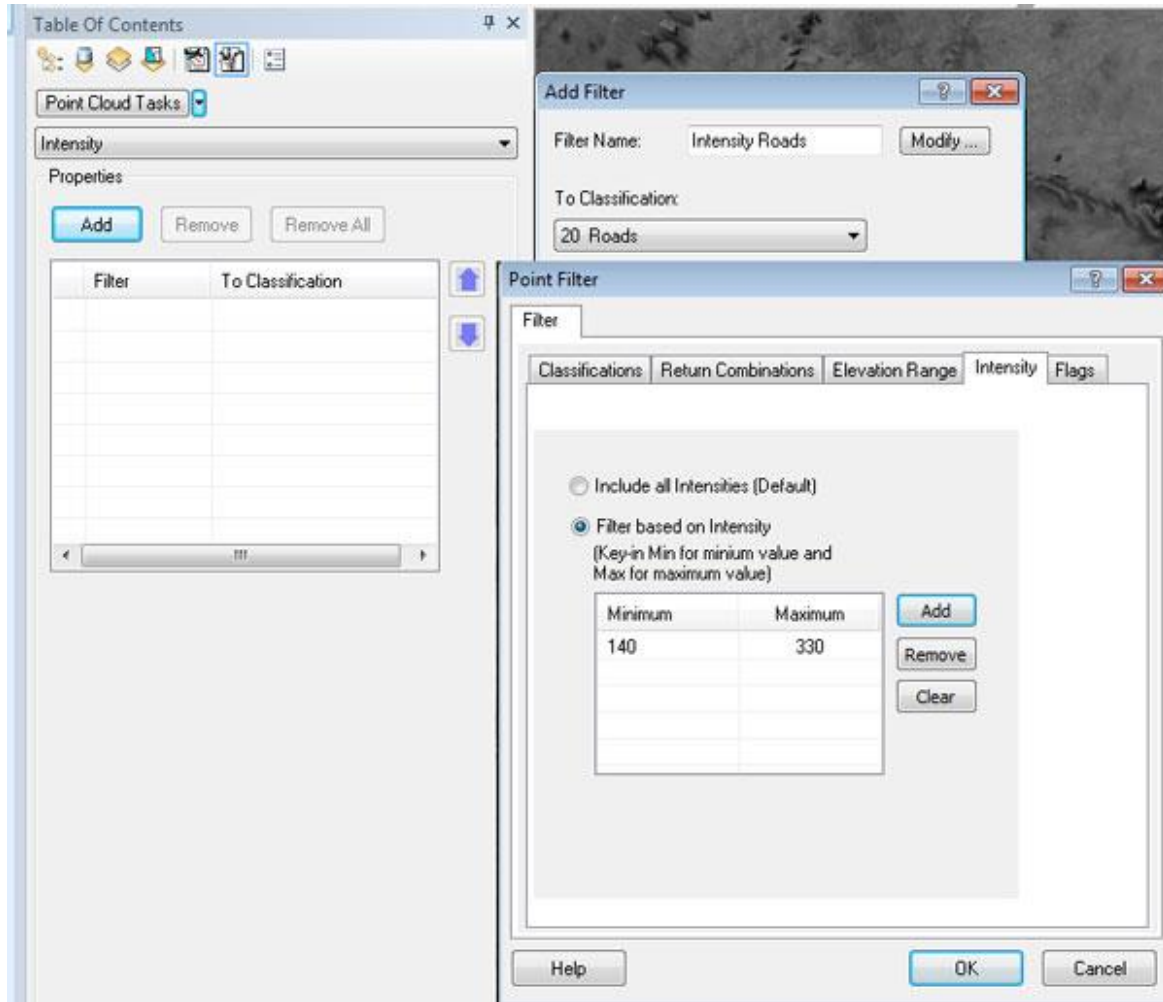 Table Of Contents
Point Cloud Tasks
Intensity
Properties
Add Remove Remove All
Filter To Classification
Add Filter
Filter Name: Intensity Roads Modify ...
To Classification:
20 Roads
Point Filter
Filter
Classifications Return Combinations Elevation Range Intensity Flags
Include all Intensities (Default)
Filter based on Intensity
(Key-in Min for minium value and
Max for maximum value)
Minimum Maximum Add
140 330
Remove
Clear
Help OK Cancel